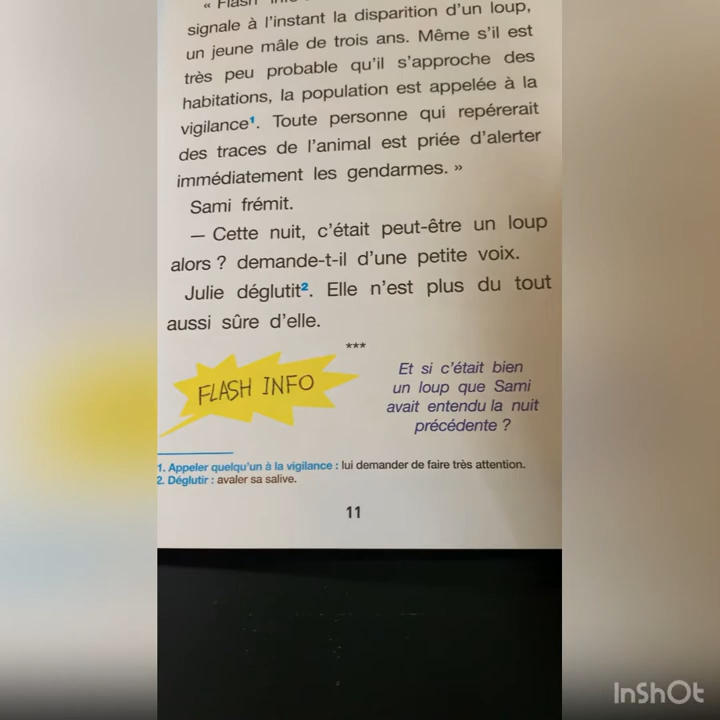 « Flash
signale à l'instant la disparition d'un loup,
un jeune mâle de trois ans. Même s'il est
très peu probable qu'il s'approche des
habitations, la population est appelée à la
vigilance¹. Toute personne qui repérerait
des traces de l'animal est priée d'alerter
immédiatement les gendarmes. »
Sami frémit.
— Cette nuit, c'était peut-être un loup
alors ? demande-t-il d'une petite voix.
Julie déglutit². Elle n'est plus du tout
aussi sûre d'elle.
***
FLASH INFO
Et si c'était bien
un loup que Sami
avait entendu la nuit
précédente ?
1. Appeler quelqu'un à la vigilance : lui demander de faire très attention.
2. Déglutir : avaler sa salive.
11
InShOt